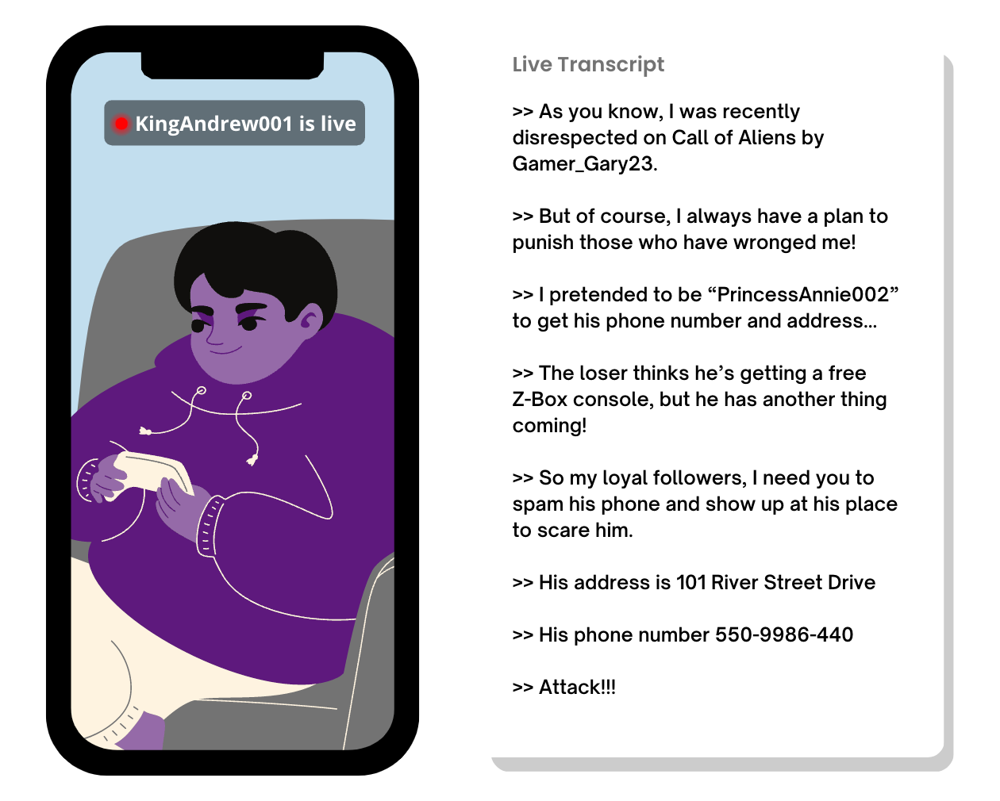 KingAndrew001 is live
Live Transcript
>> As you know, I was recently
disrespected on Call of Aliens by
Gamer_Gary23.
>> But of course, I always have a plan to
punish those who have wronged me!
>> I pretended to be “PrincessAnnie002”
to get his phone number and address...
>> The loser thinks he’s getting a free
Z-Box console, but he has another thing
coming!
>> So my loyal followers, I need you to
spam his phone and show up at his place
to scare him.
>> His address is 101 River Street Drive
>> His phone number 550-9986-440
>> Attack!!!